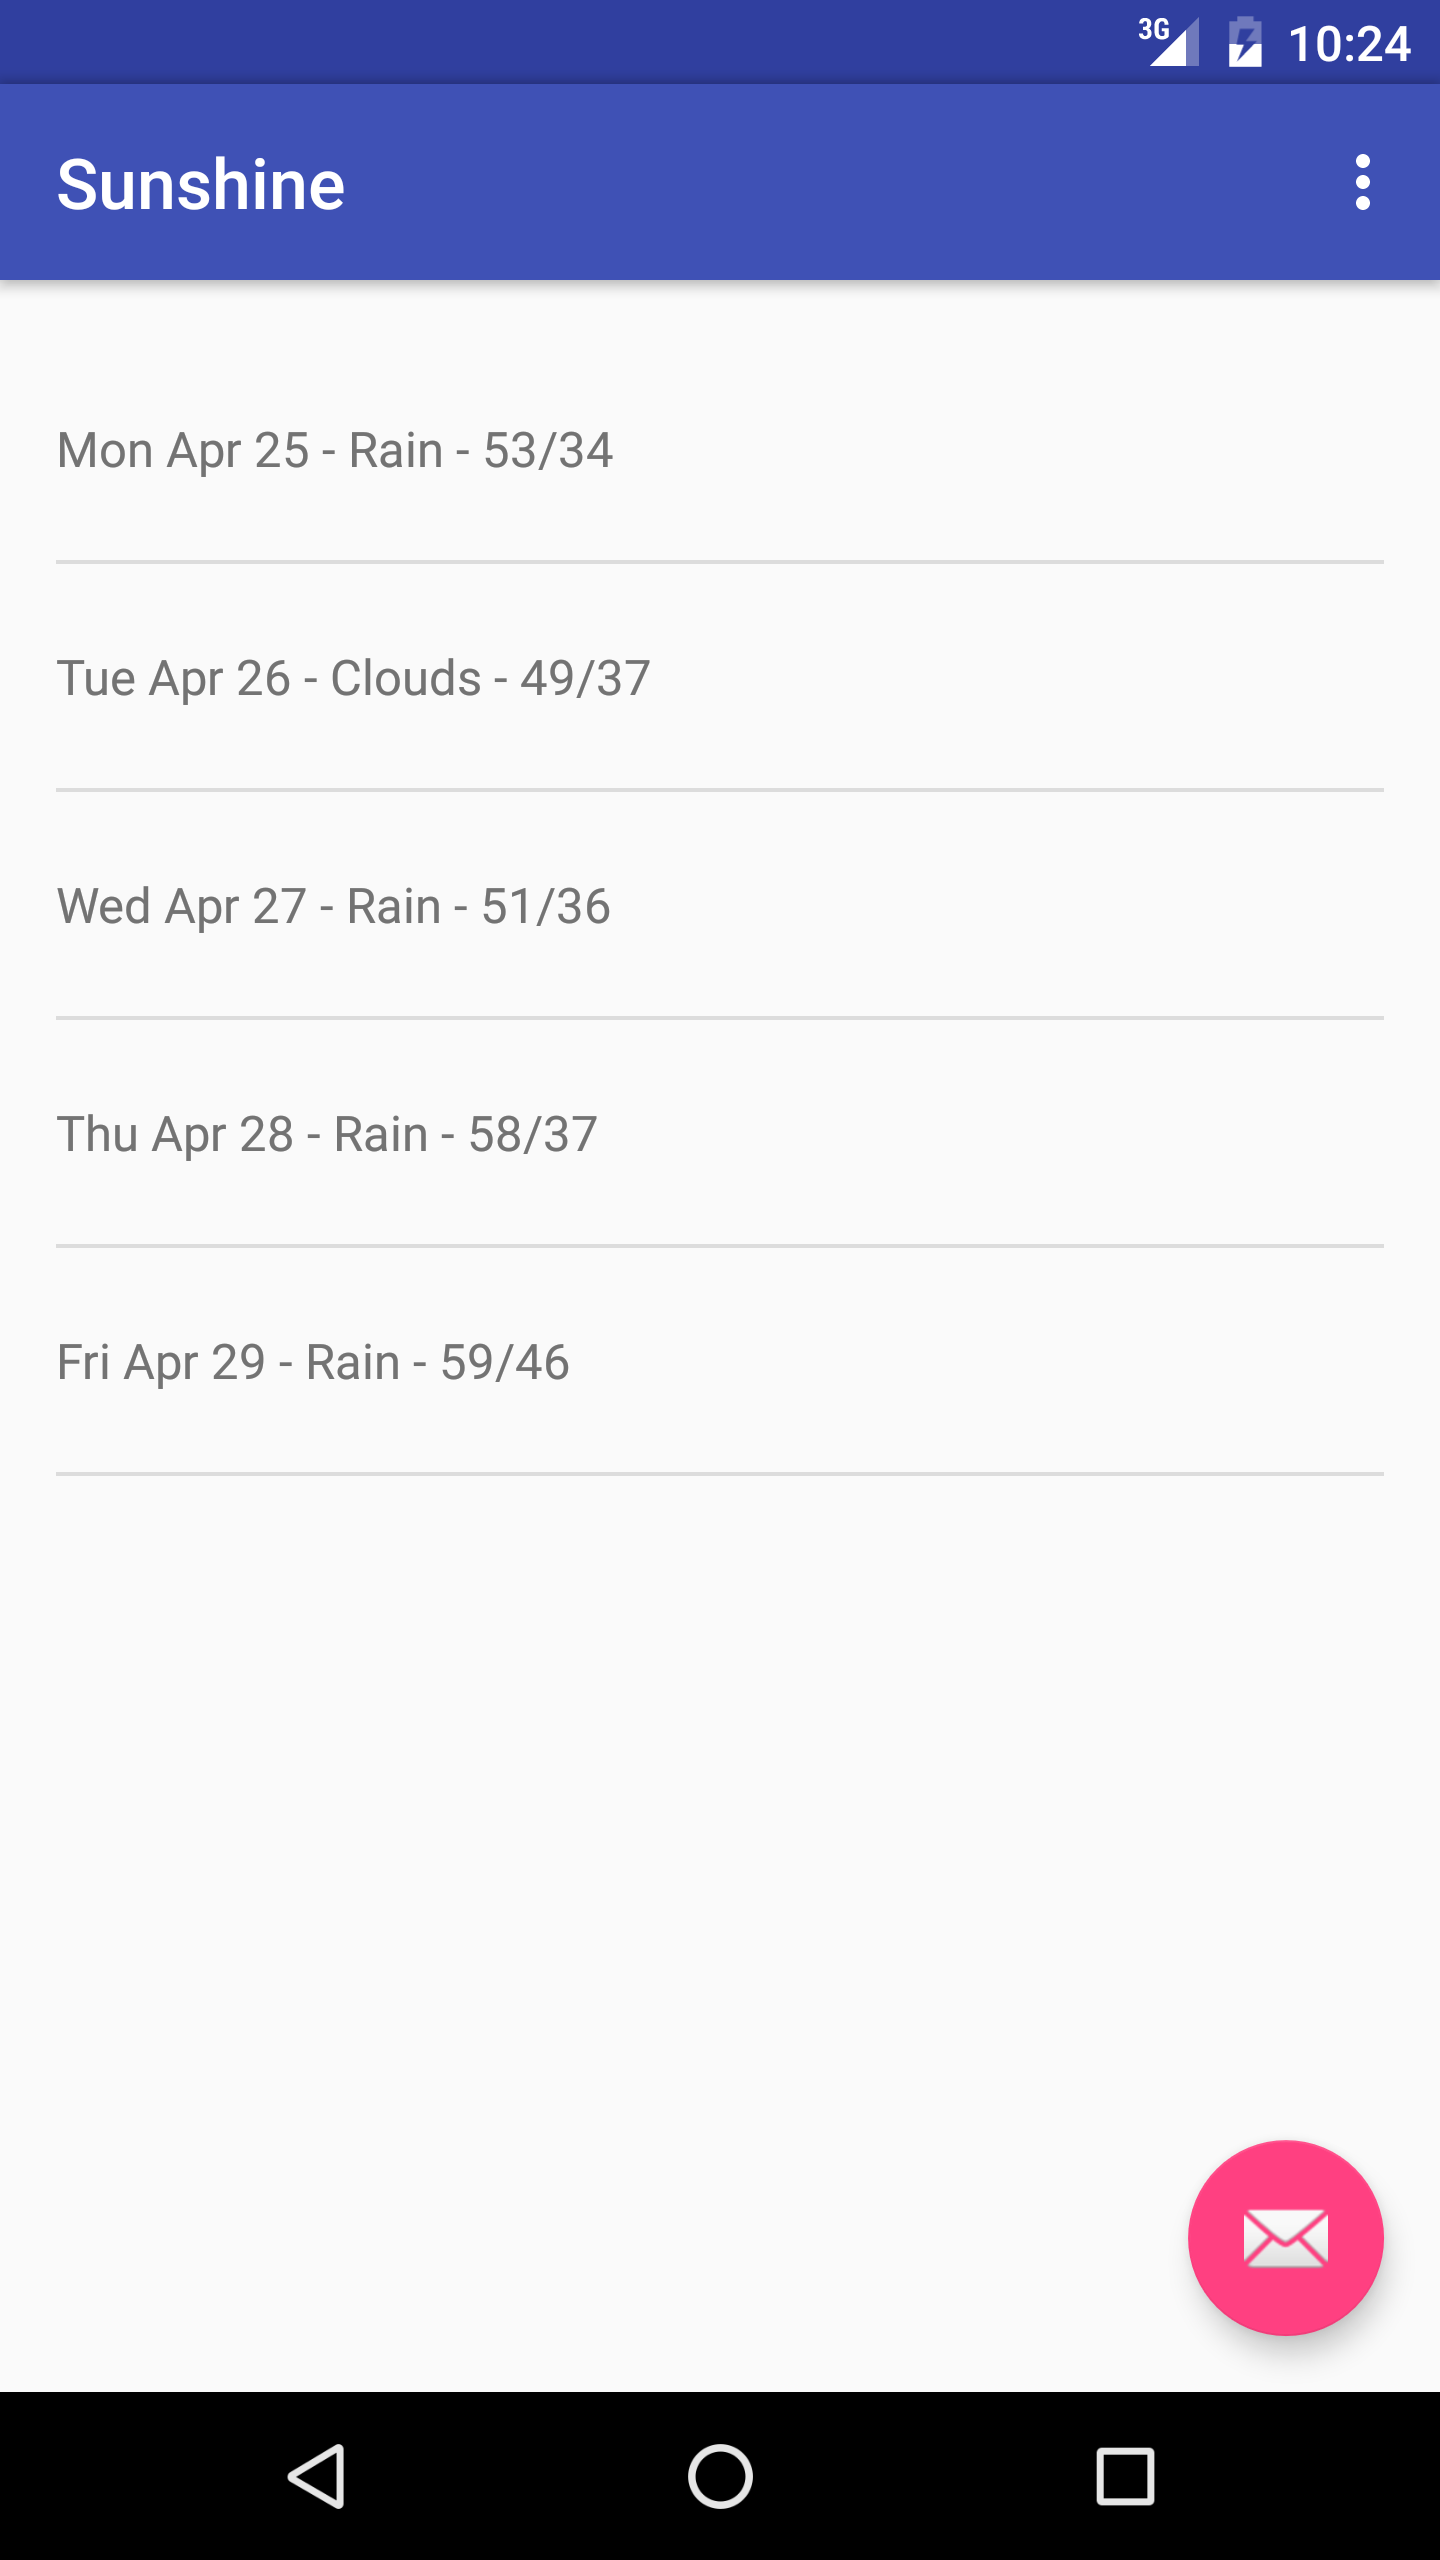 3G 10:24
Sunshine
Mon Apr 25 - Rain - 53/34
Tue Apr 26 - Clouds - 49/37
Wed Apr 27 - Rain - 51/36
Thu Apr 28 - Rain - 58/37
Fri Apr 29 - Rain - 59/46